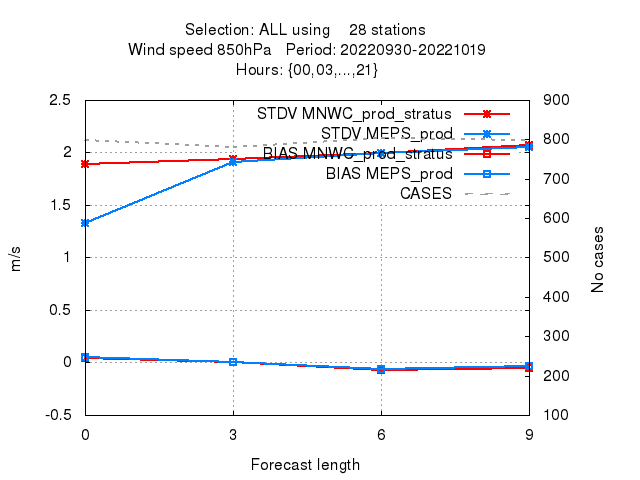 Selection: ALL using 28 stations
Wind speed 850hPa Period: 20220930-20221019
Hours: {00,03,...,21}
2.5
2
1.5
1
0.5
0
-0.5
m/s
STDV MNWC_prod_stratus
STDV MEPS_prod
BIAS MNWC_prod_stratus
BIAS MEPS_prod
CASES
900
800
700
600
500
400
300
200
100
No cases
0 3 6 9
Forecast length